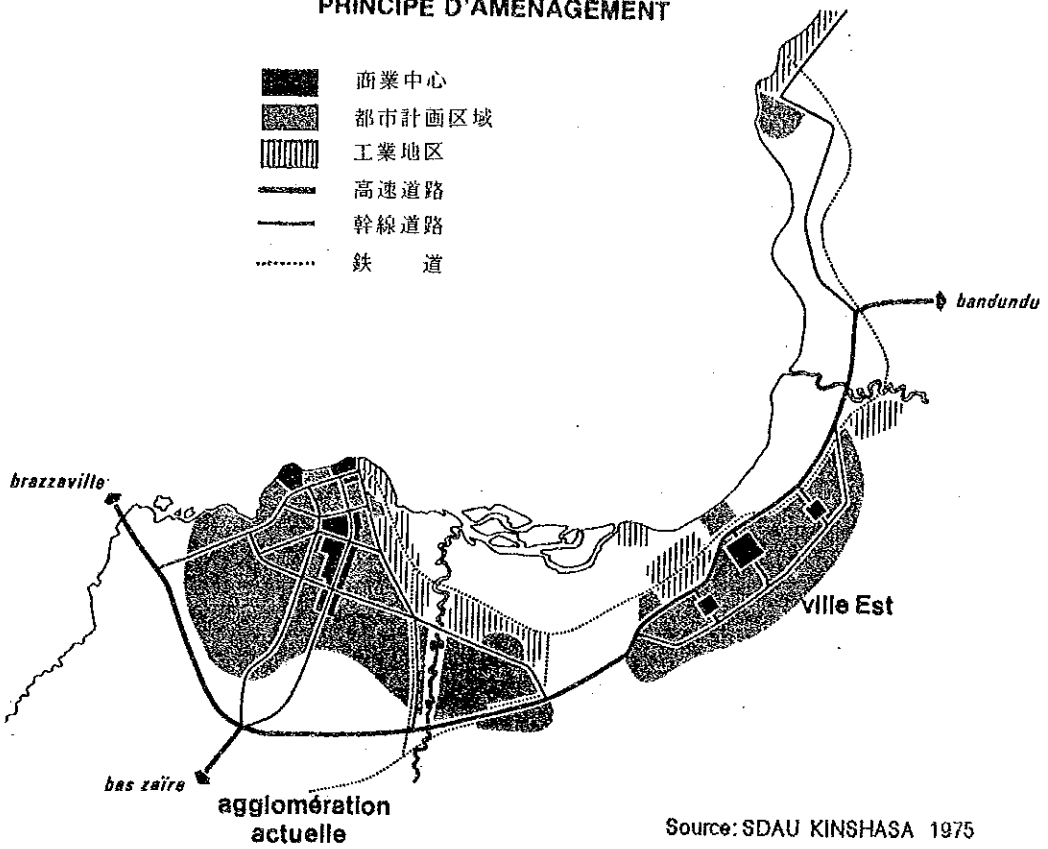 PRINCIPE D'AMENAGEMENT
商業中心
都市計画区域
工業地区
高速道路
幹線道路
鉄 道
bandundu
brazzaville
ville Est
bas zaïre
agglomération
actuelle
Source: SDAU KINSHASA 1975